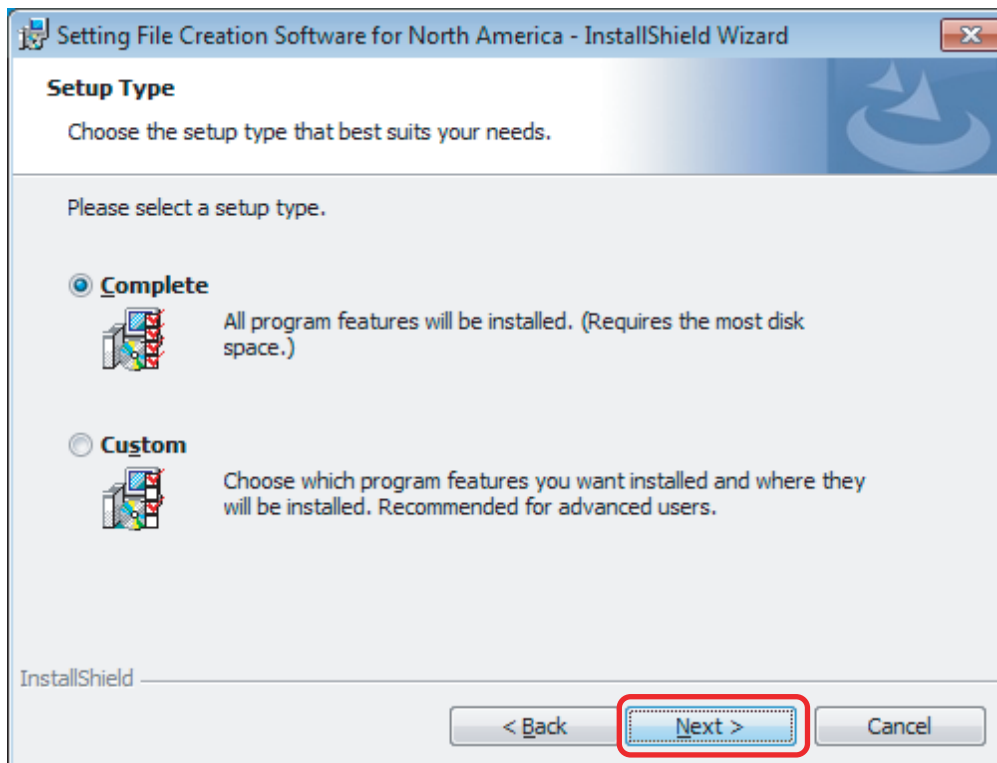 Setting File Creation Software for North America - InstallShield Wizard
Setup Type
Choose the setup type that best suits your needs.
Please select a setup type.
Complete
All program features will be installed. (Requires the most disk
space.)
Custom
Choose which program features you want installed and where they
will be installed. Recommended for advanced users.
InstallShield
< Back
Next >
Cancel